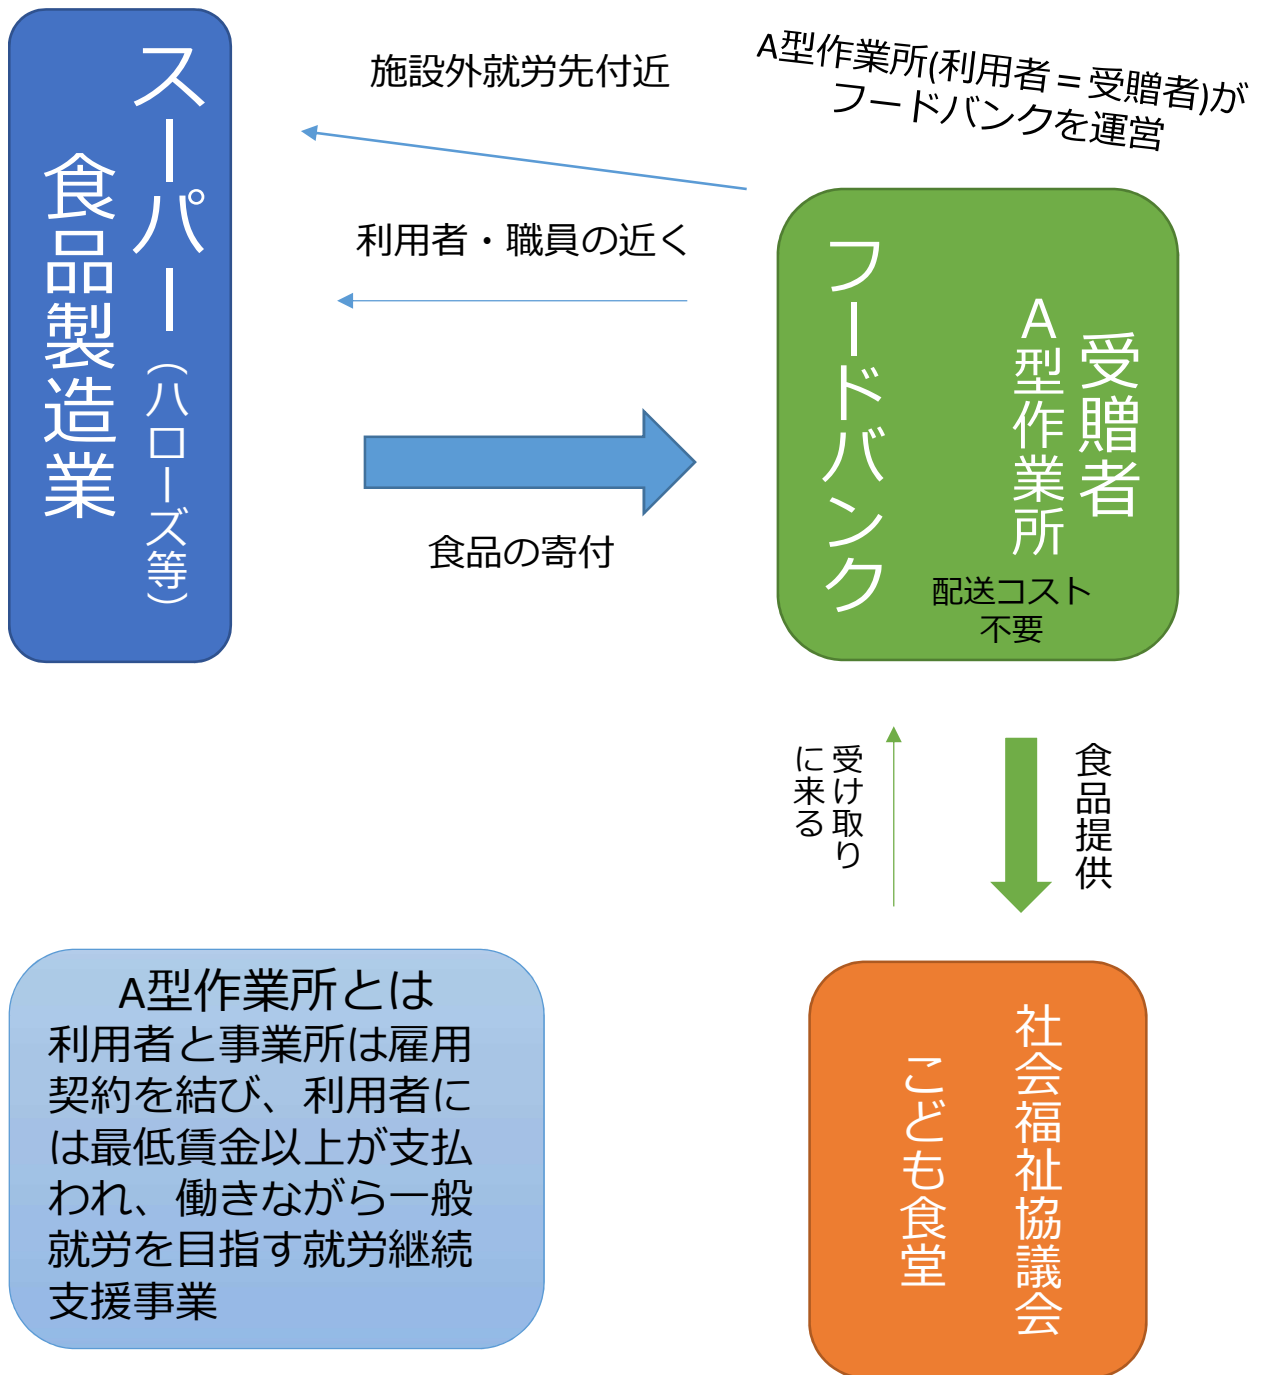 スーパー（ハローズ等）
食品製造業
施設外就労先付近
利用者・職員の近く
食品の寄付
A型作業所(利用者＝受贈者)が
フードバンクを運営
受贈者
A型作業所
フードバンク
配送コスト
不要
食品提供
受け取り
に来る
社会福祉協議会
こども食堂
A型作業所とは
利用者と事業所は雇用
契約を結び、利用者に
は最低賃金以上が支払
われ、働きながら一般
就労を目指す就労継続
支援事業